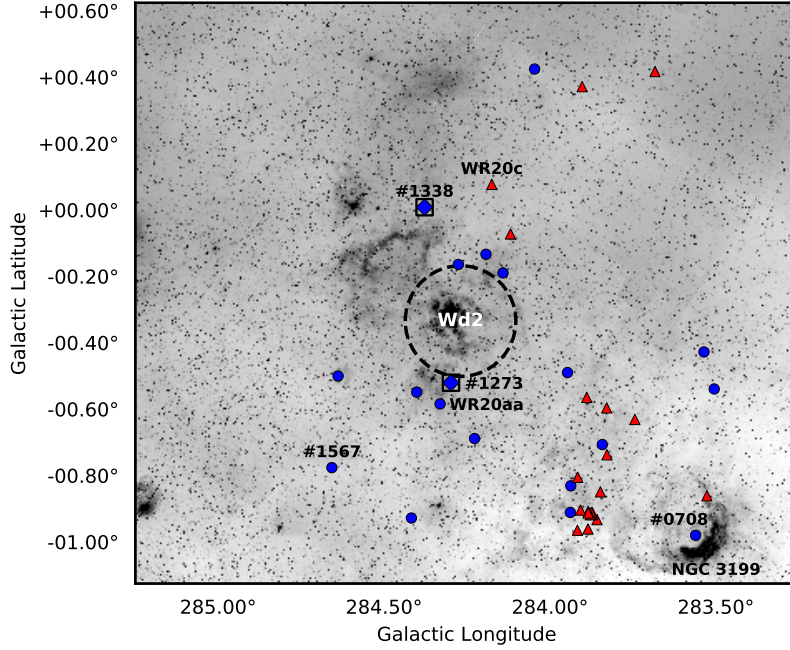 +00.60°
+00.40°
+00.20°
+00.00°
-00.20°
-00.40°
-00.60°
-00.80°
-01.00°
Galactic Latitude
WR20c
#1338
Wd2
#1273
WR20aa
#1567
#0708
NGC 3199
285.00°
284.50°
284.00°
283.50°
Galactic Longitude